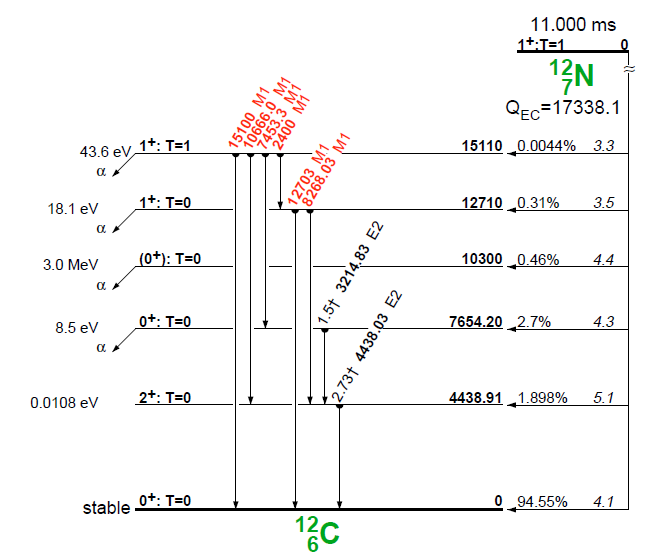 11.000 ms
1+:T=1 0
12 7 N
QEC=17338.1
15100 M1
10666.0 M1
7453.3 M1
2400 M1
43.6 eV 1+: T=1 15110 0.0044% 3.3
α
12703 M1
8268.03 M1
18.1 eV 1+: T=0 12710 0.31% 3.5
α
3.0 MeV (0+): T=0 10300 0.46% 4.4
α
1.5† 3214.83 E2
8.5 eV 0+: T=0 7654.20 2.7% 4.3
α
2.73† 4438.03 E2
0.0108 eV 2+: T=0 4438.91 1.898% 5.1
stable 0+: T=0 0 94.55% 4.1
12 6 C